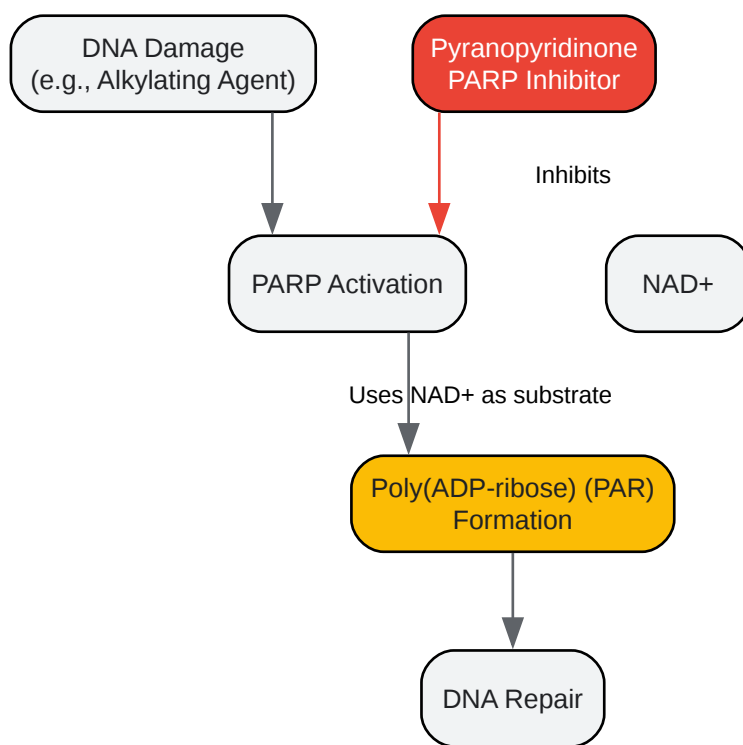 DNA Damage
(e.g., Alkylating Agent)
Pyranopyridinone
PARP Inhibitor
Inhibits
PARP Activation
NAD+
Uses NAD+ as substrate
Poly(ADP-ribose) (PAR)
Formation
DNA Repair